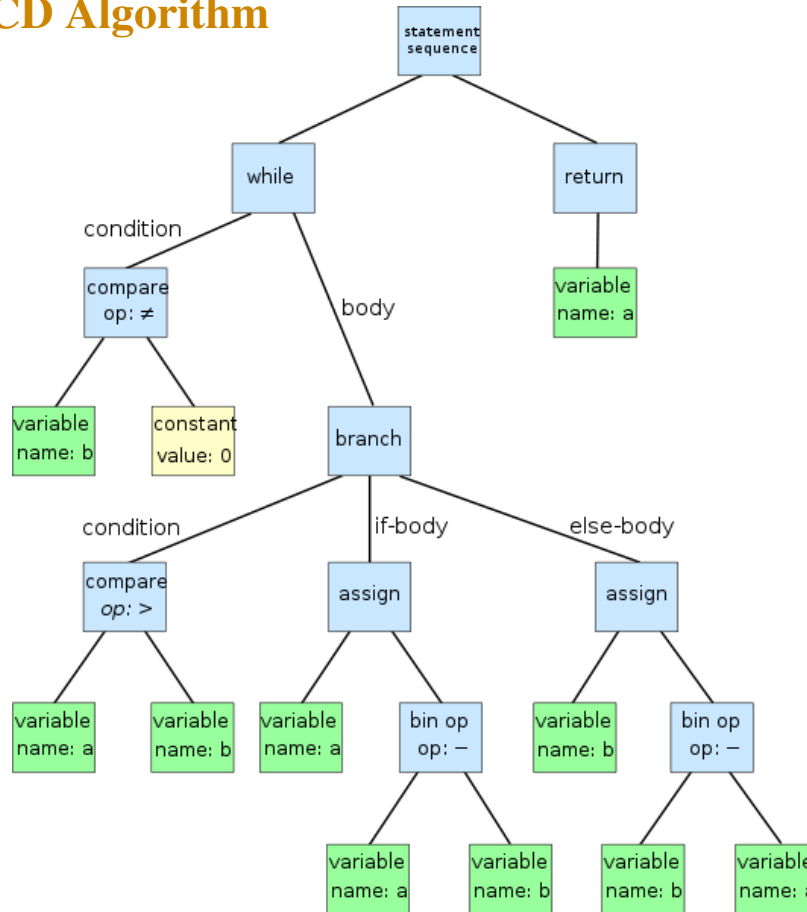 CD Algorithm
statement
sequence
while
return
condition
compare
op: ≠
body
variable
name: a
variable
name: b
constant
value: 0
branch
condition
if-body
else-body
compare
op: >
assign
assign
variable
name: a
variable
name: b
variable
name: a
bin op
op: −
variable
name: b
bin op
op: −
variable
name: a
variable
name: b
variable
name: b
variable
name: a